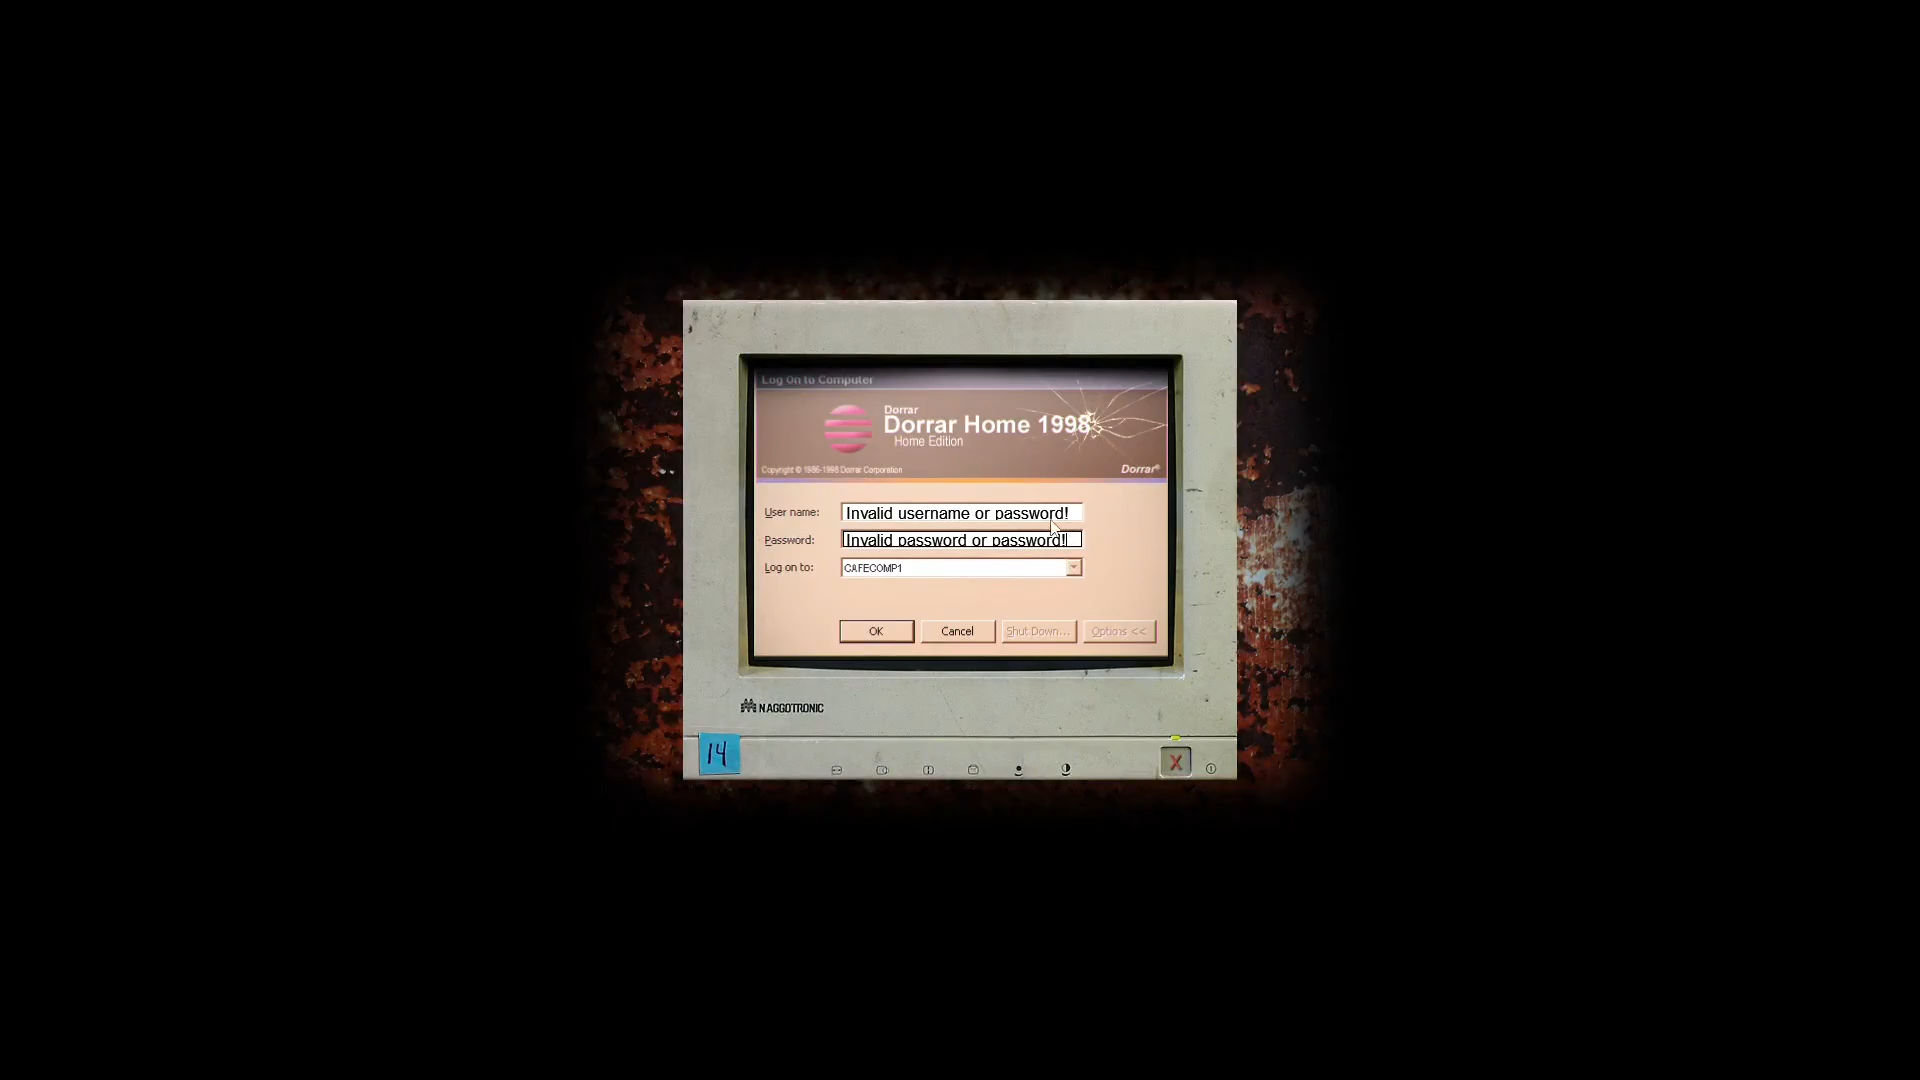 Log On to Computer
Dorrar
Dorrar Home 1998
Home Edition
Copyright © 1986-1998 Dorrar Corporation
Dorrar®
User name: Invalid username or password!
Password: Invalid password or password!
Log on to: CAFECOMP1
OK Cancel Shut Down... Options <<
NAGGOTRONIC
14
X